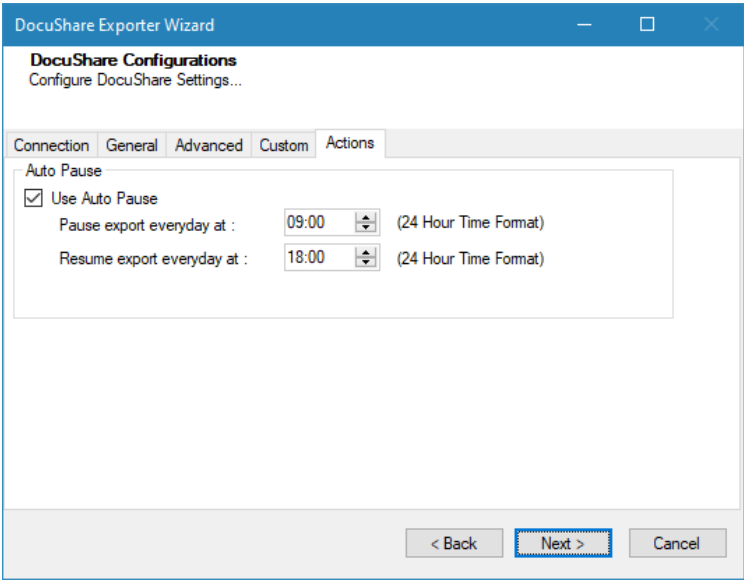 DocuShare Exporter Wizard
DocuShare Configurations
Configure DocuShare Settings...
Connection General Advanced Custom Actions
Auto Pause
Use Auto Pause
Pause export everyday at : 09:00 (24 Hour Time Format)
Resume export everyday at : 18:00 (24 Hour Time Format)
< Back Next > Cancel